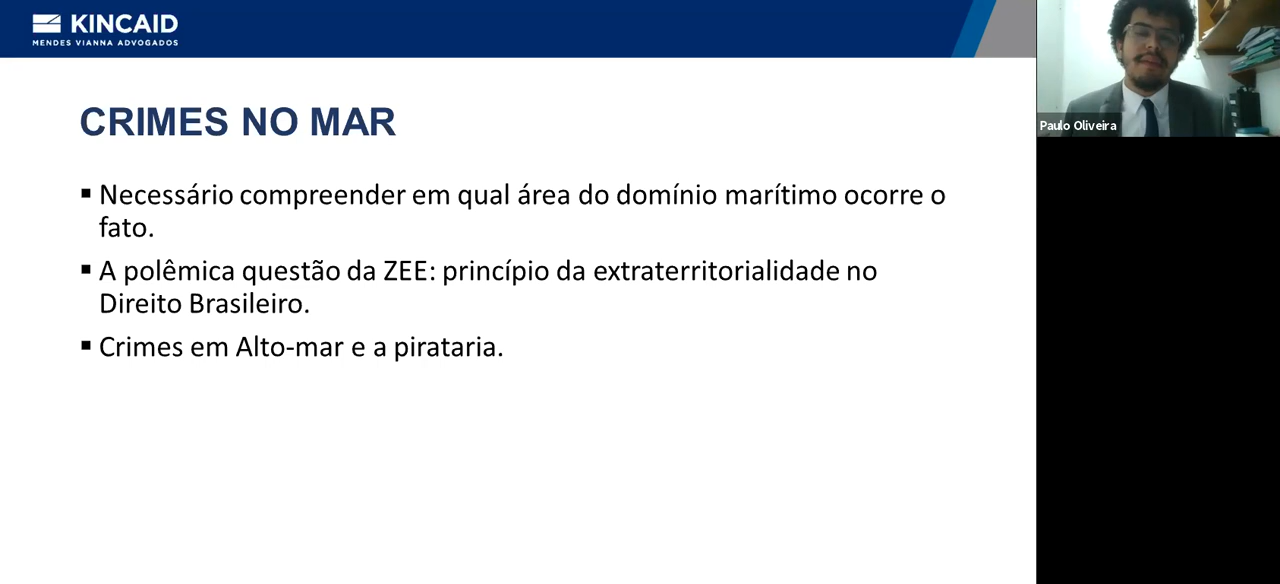 KINCAID
MENDES VIANNA ADVOGADOS
CRIMES NO MAR
▪ Necessário compreender em qual área do domínio marítimo ocorre o
fato.
▪ A polêmica questão da ZEE: princípio da extraterritorialidade no
Direito Brasileiro.
▪ Crimes em Alto-mar e a pirataria.
Paulo Oliveira